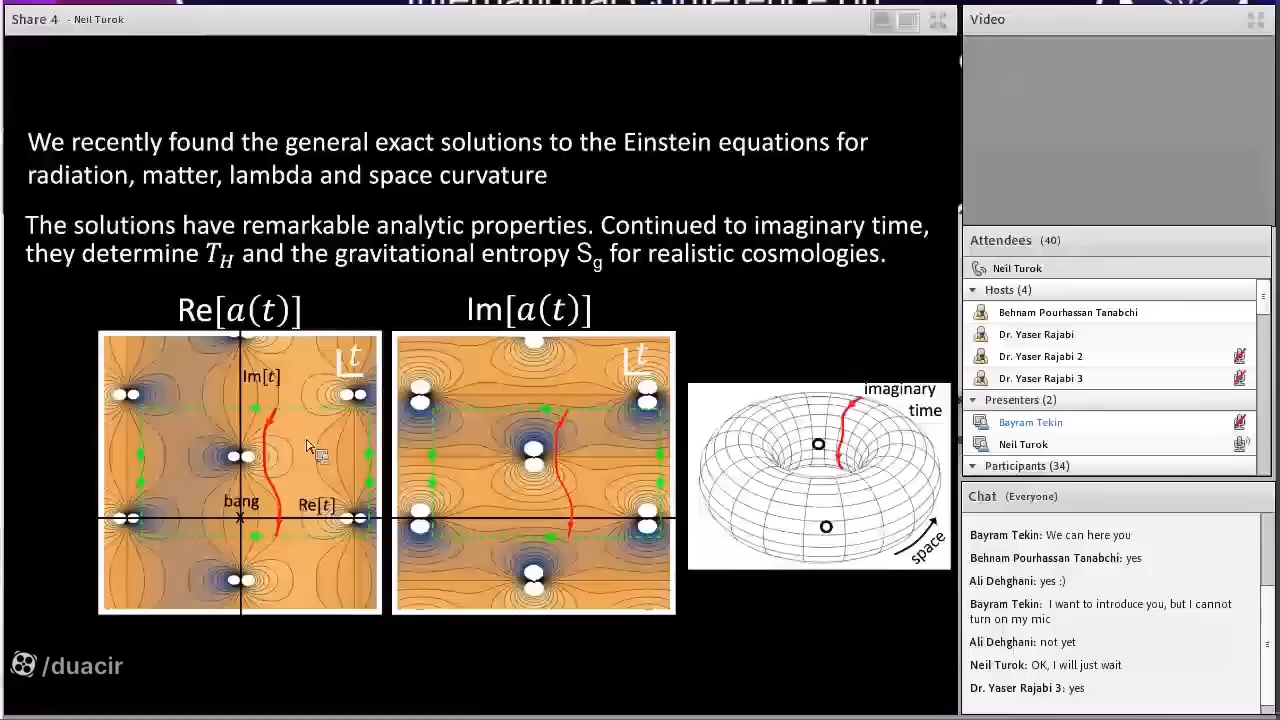 International Conference on
Share 4 - Neil Turok
We recently found the general exact solutions to the Einstein equations for
radiation, matter, lambda and space curvature
The solutions have remarkable analytic properties. Continued to imaginary time,
they determine T_H and the gravitational entropy S_g for realistic cosmologies.
Re[a(t)]
Im[a(t)]
t
Im[t]
bang
Re[t]
t
imaginary
time
space
/duacir
Video
Attendees (40)
Neil Turok
Hosts (4)
Behnam Pourhassan Tanabchi
Dr. Yaser Rajabi
Dr. Yaser Rajabi 2
Dr. Yaser Rajabi 3
Presenters (2)
Bayram Tekin
Neil Turok
Participants (34)
Chat (Everyone)
Bayram Tekin: We can here you
Behnam Pourhassan Tanabchi: yes
Ali Dehghani: yes :)
Bayram Tekin: I want to introduce you, but I cannot
turn on my mic
Ali Dehghani: not yet
Neil Turok: OK, I will just wait
Dr. Yaser Rajabi 3: yes